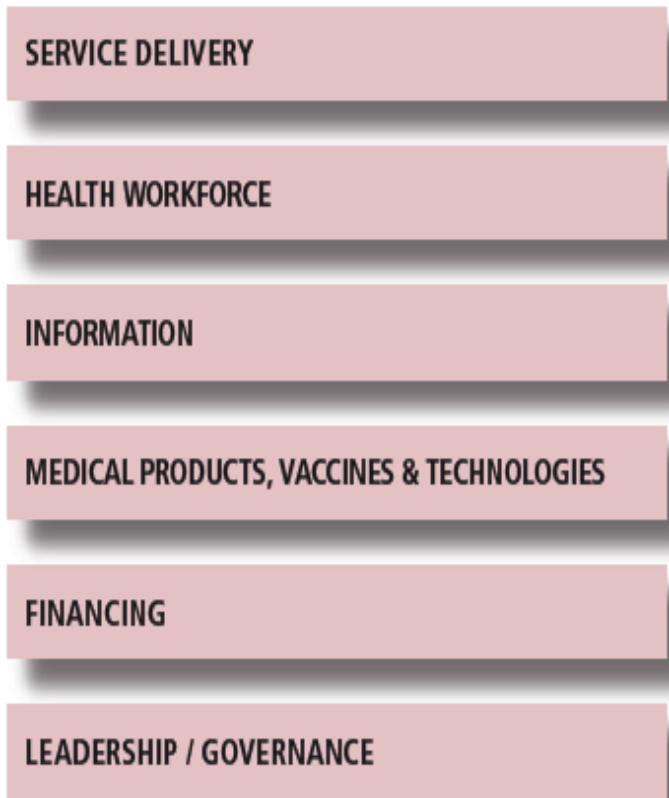 SERVICE DELIVERY
HEALTH WORKFORCE
INFORMATION
MEDICAL PRODUCTS, VACCINES & TECHNOLOGIES
FINANCING
LEADERSHIP / GOVERNANCE